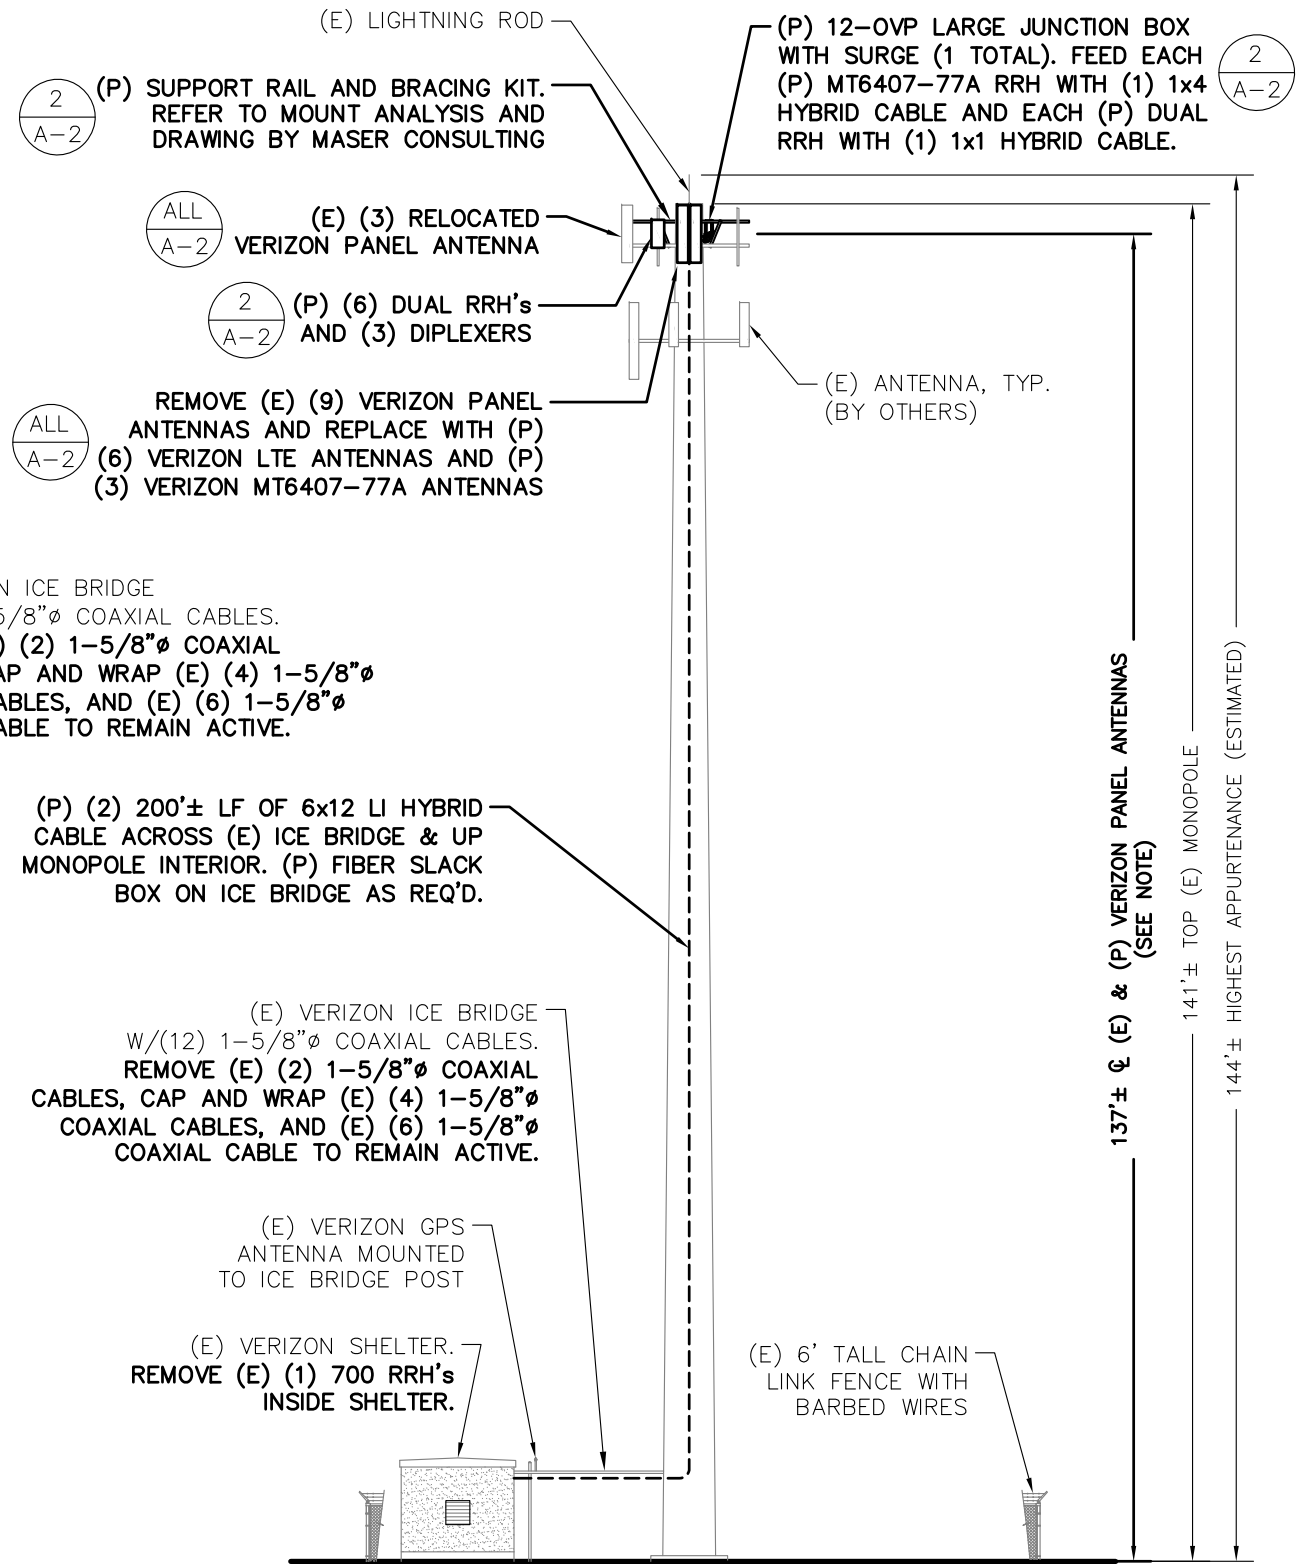 (E) LIGHTNING ROD
(P) 12-OVP LARGE JUNCTION BOX
WITH SURGE (1 TOTAL). FEED EACH
(P) MT6407-77A RRH WITH (1) 1x4
HYBRID CABLE AND EACH (P) DUAL
RRH WITH (1) 1x1 HYBRID CABLE.
2
A-2
2
A-2
(P) SUPPORT RAIL AND BRACING KIT.
REFER TO MOUNT ANALYSIS AND
DRAWING BY MASER CONSULTING
ALL
A-2
(E) (3) RELOCATED
VERIZON PANEL ANTENNA
2
A-2
(P) (6) DUAL RRH's
AND (3) DIPLEXERS
(E) ANTENNA, TYP.
(BY OTHERS)
ALL
A-2
REMOVE (E) (9) VERIZON PANEL
ANTENNAS AND REPLACE WITH (P)
(6) VERIZON LTE ANTENNAS AND (P)
(3) VERIZON MT6407-77A ANTENNAS
N ICE BRIDGE
5/8"ø COAXIAL CABLES.
) (2) 1-5/8"ø COAXIAL
AP AND WRAP (E) (4) 1-5/8"ø
ABLES, AND (E) (6) 1-5/8"ø
ABLE TO REMAIN ACTIVE.
(P) (2) 200'± LF OF 6x12 LI HYBRID
CABLE ACROSS (E) ICE BRIDGE & UP
MONOPOLE INTERIOR. (P) FIBER SLACK
BOX ON ICE BRIDGE AS REQ'D.
137'± ℄ (E) & (P) VERIZON PANEL ANTENNAS
(SEE NOTE)
141'± TOP (E) MONOPOLE
144'± HIGHEST APPURTENANCE (ESTIMATED)
(E) VERIZON ICE BRIDGE
W/(12) 1-5/8"ø COAXIAL CABLES.
REMOVE (E) (2) 1-5/8"ø COAXIAL
CABLES, CAP AND WRAP (E) (4) 1-5/8"ø
COAXIAL CABLES, AND (E) (6) 1-5/8"ø
COAXIAL CABLE TO REMAIN ACTIVE.
(E) VERIZON GPS
ANTENNA MOUNTED
TO ICE BRIDGE POST
(E) VERIZON SHELTER.
REMOVE (E) (1) 700 RRH's
INSIDE SHELTER.
(E) 6' TALL CHAIN
LINK FENCE WITH
BARBED WIRES